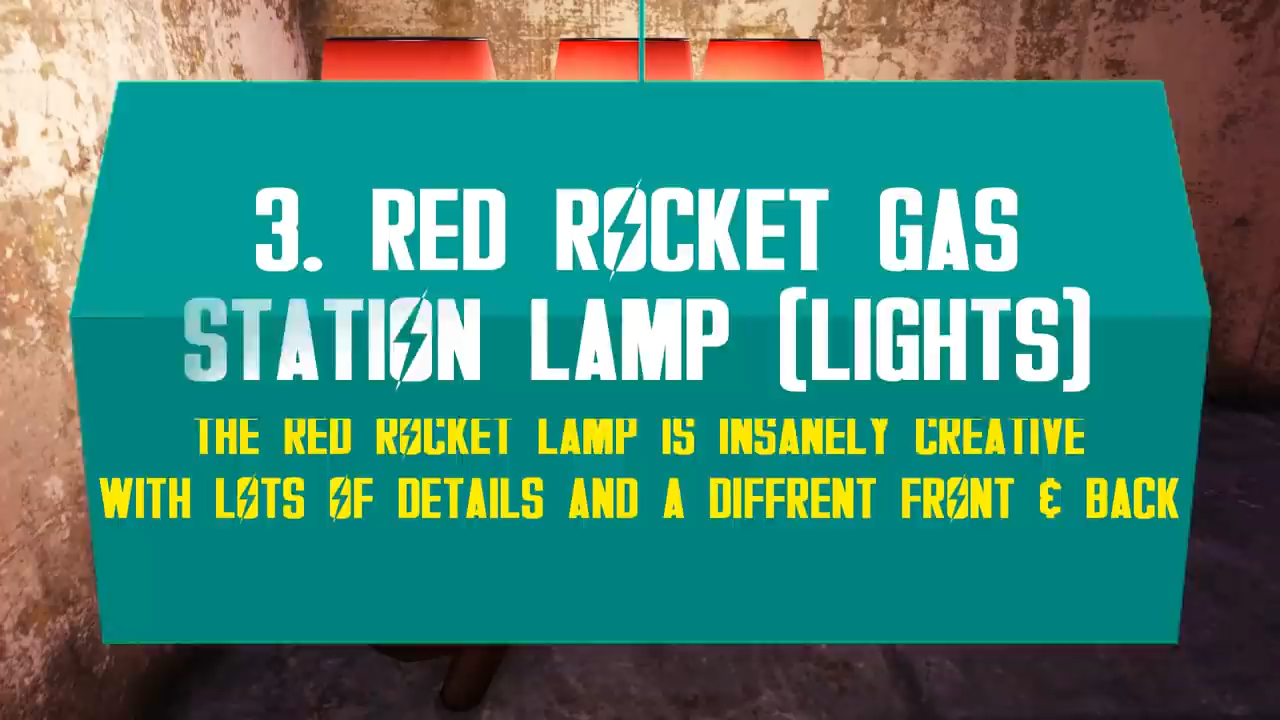 3. RED ROCKET GAS
STATION LAMP (LIGHTS)
THE RED ROCKET LAMP IS INSANELY CREATIVE
WITH LOTS OF DETAILS AND A DIFFRENT FRONT & BACK